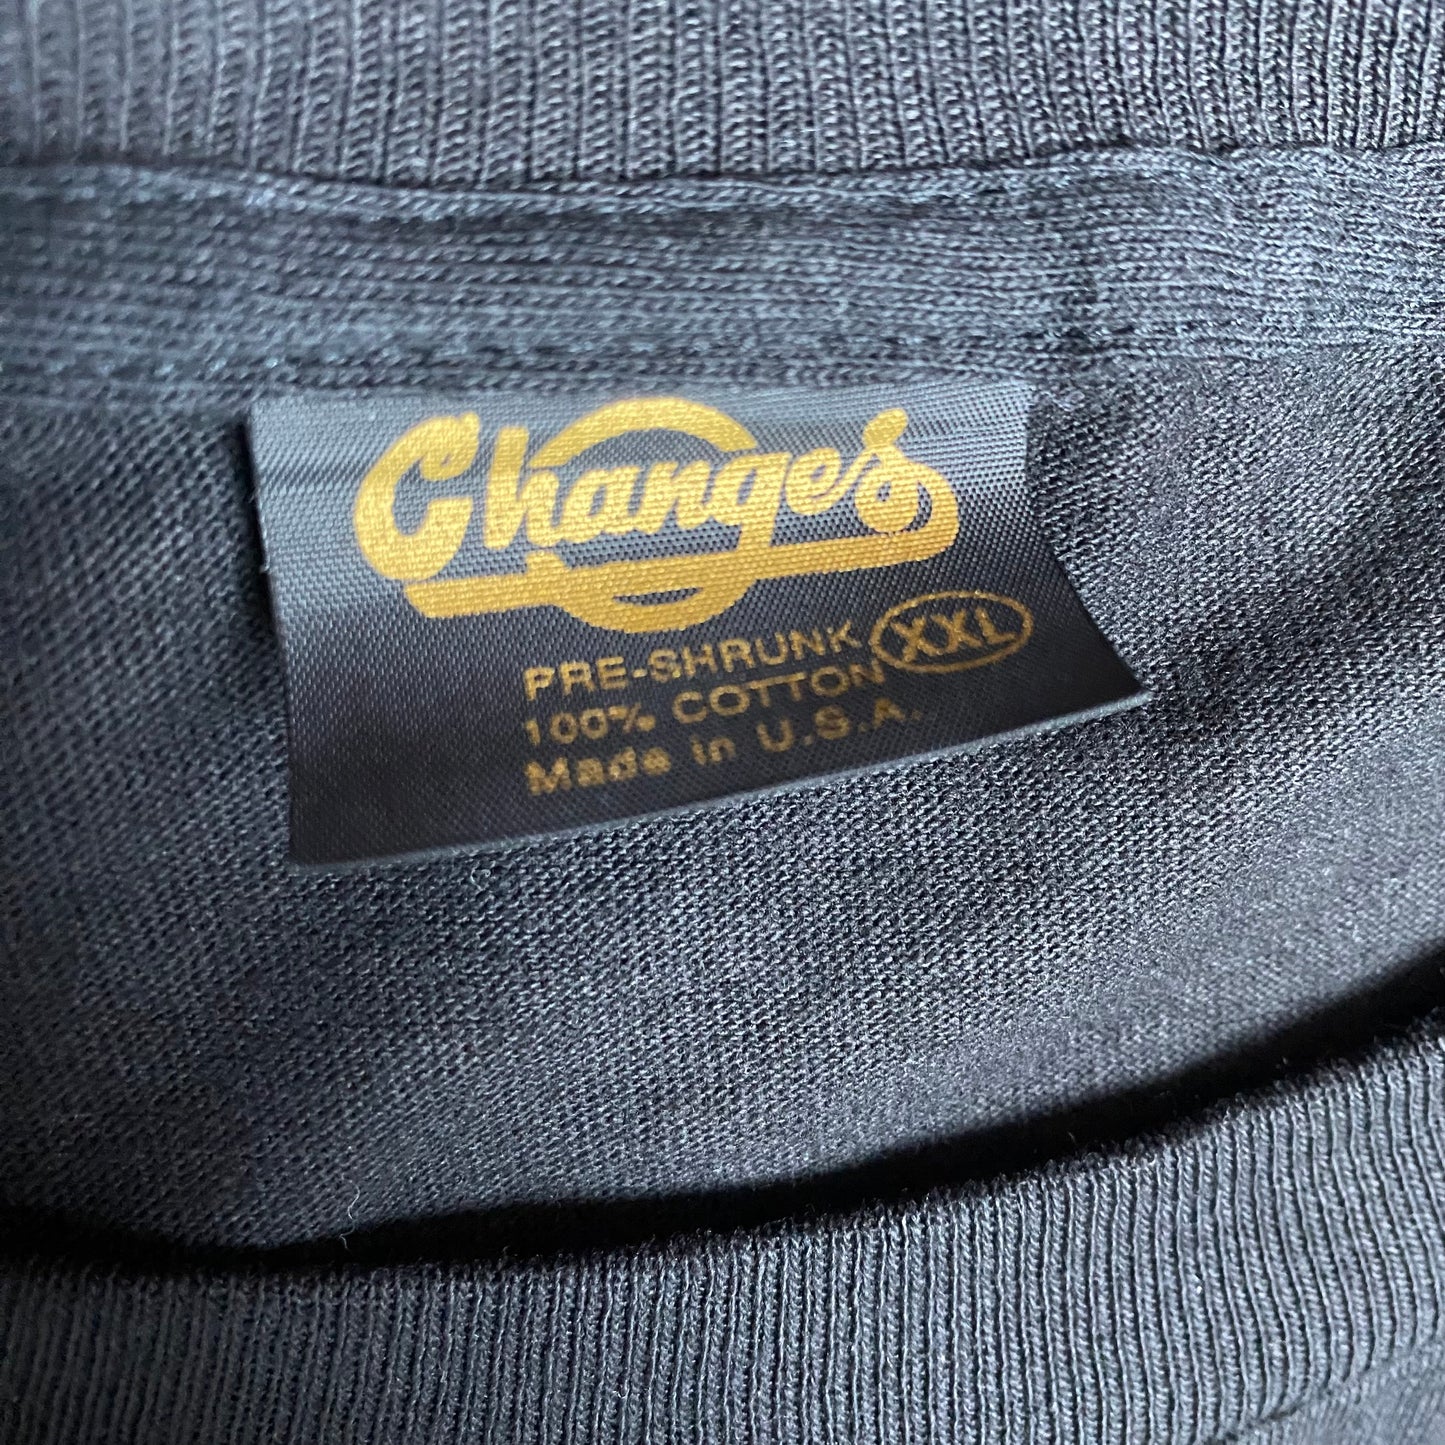 Changes
PRE-SHRUNK
100% COTTON
XXL
Made in U.S.A.